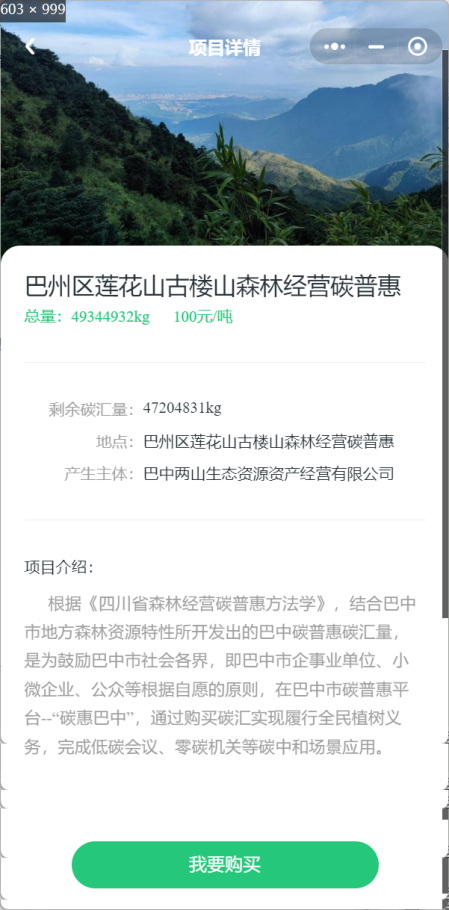 603 × 999
项目详情
巴州区莲花山古楼山森林经营碳普惠
总量：49344932kg 100元/吨
剩余碳汇量：47204831kg
地点：巴州区莲花山古楼山森林经营碳普惠
产生主体：巴中两山生态资源资产经营有限公司
项目介绍：
根据《四川省森林经营碳普惠方法学》，结合巴中
市地方森林资源特性所开发出的巴中碳普惠碳汇量，
是为鼓励巴中市社会各界，即巴中市企事业单位、小
微企业、公众等根据自愿的原则，在巴中市碳普惠平
台--“碳惠巴中”，通过购买碳汇实现履行全民植树义
务，完成低碳会议、零碳机关等碳中和场景应用。
我要购买